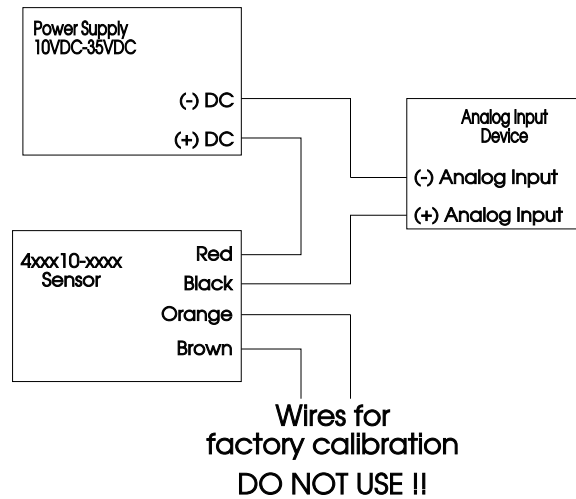 Power Supply
10VDC-35VDC
(-) DC
(+) DC
Analog Input
Device
(-) Analog Input
(+) Analog Input
4xxx10-xxxx
Sensor
Red
Black
Orange
Brown
Wires for
factory calibration
DO NOT USE !!